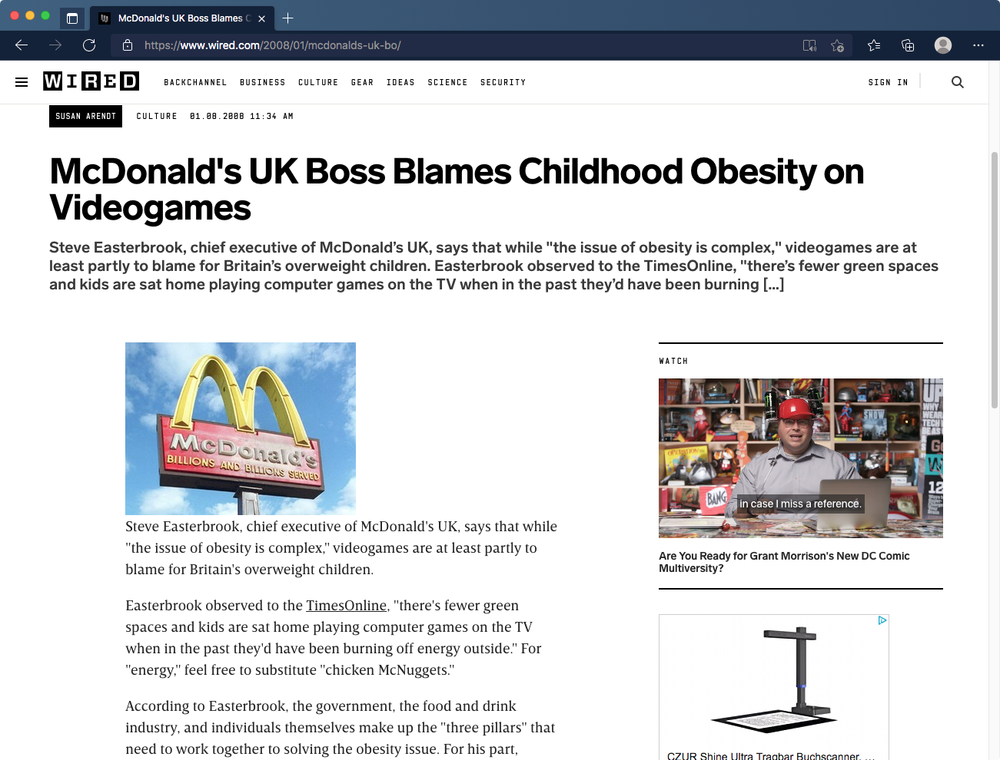 McDonald's UK Boss Blames C
https://www.wired.com/2008/01/mcdonalds-uk-bo/
WIRED
BACKCHANNEL BUSINESS CULTURE GEAR IDEAS SCIENCE SECURITY
SIGN IN
SUSAN ARENDT
CULTURE 01.08.2008 11:34 AM
McDonald's UK Boss Blames Childhood Obesity on
Videogames
Steve Easterbrook, chief executive of McDonald’s UK, says that while "the issue of obesity is complex," videogames are at
least partly to blame for Britain’s overweight children. Easterbrook observed to the TimesOnline, "there’s fewer green spaces
and kids are sat home playing computer games on the TV when in the past they’d have been burning [...]
McDonald's
BILLIONS AND BILLIONS SERVED
Steve Easterbrook, chief executive of McDonald's UK, says that while
"the issue of obesity is complex," videogames are at least partly to
blame for Britain's overweight children.
Easterbrook observed to the TimesOnline, "there's fewer green
spaces and kids are sat home playing computer games on the TV
when in the past they'd have been burning off energy outside." For
"energy," feel free to substitute "chicken McNuggets."
According to Easterbrook, the government, the food and drink
industry, and individuals themselves make up the "three pillars" that
need to work together to solving the obesity issue. For his part,
WATCH
OPERATION
BANG
UP
WHY
in case I miss a reference.
Are You Ready for Grant Morrison's New DC Comic
Multiversity?
CZUR Shine Ultra Tragbar Buchscanner, ...